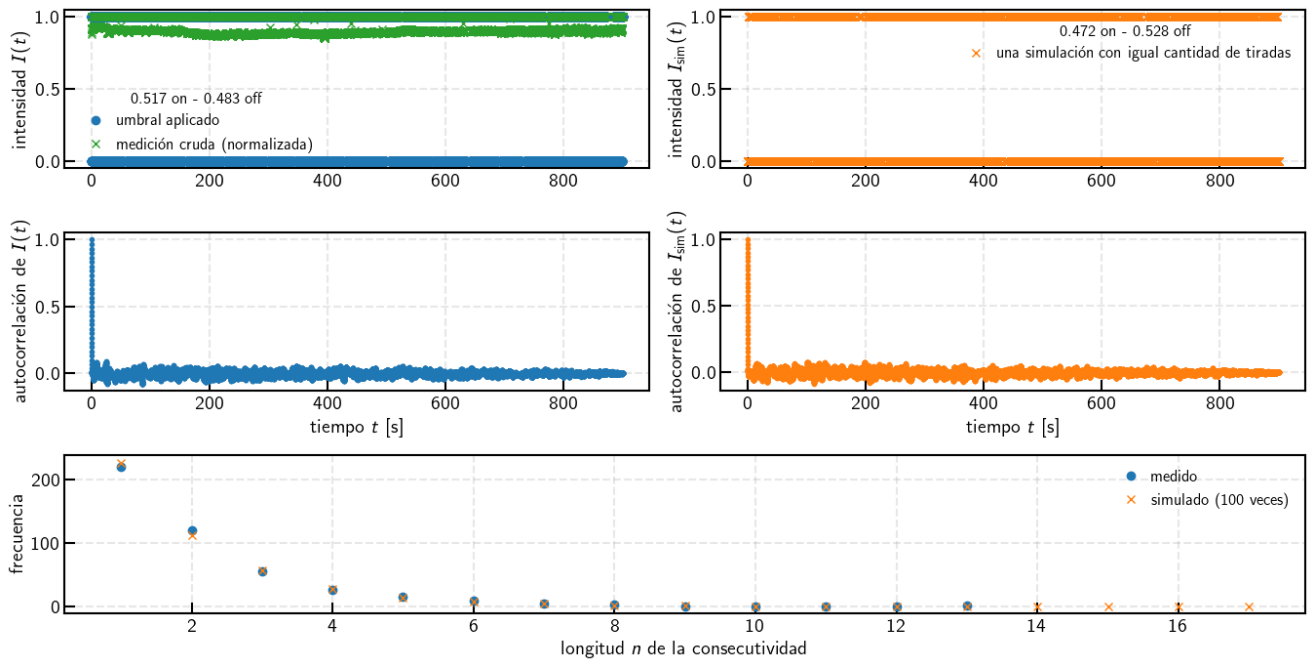 intensidad I(t)
1.0
0.5
0.0
0.517 on - 0.483 off
umbral aplicado
medición cruda (normalizada)
0 200 400 600 800
intensidad I_sim(t)
1.0
0.5
0.0
0.472 on - 0.528 off
una simulación con igual cantidad de tiradas
0 200 400 600 800
autocorrelación de I(t)
1.0
0.5
0.0
0 200 400 600 800
tiempo t [s]
autocorrelación de I_sim(t)
1.0
0.5
0.0
0 200 400 600 800
tiempo t [s]
frecuencia
200
100
0
medido
simulado (100 veces)
2 4 6 8 10 12 14 16
longitud n de la consecutividad